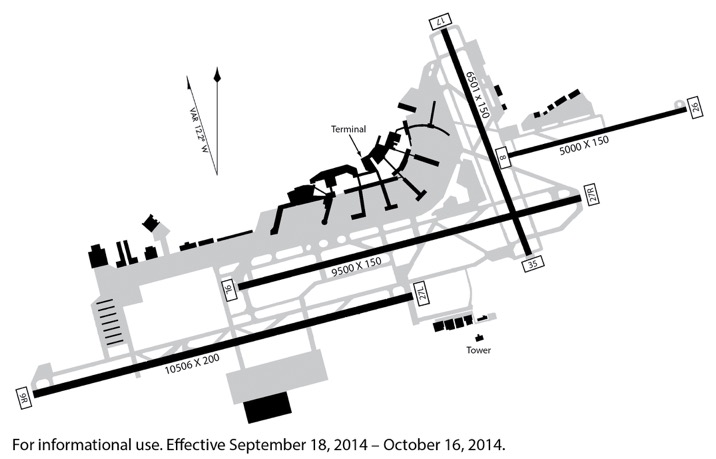 17
6501 x 150
26
8
5000 X 150
VAR 12.2° W
Terminal
27R
9L
9500 X 150
35
27L
Tower
10506 X 200
9R
For informational use. Effective September 18, 2014 – October 16, 2014.